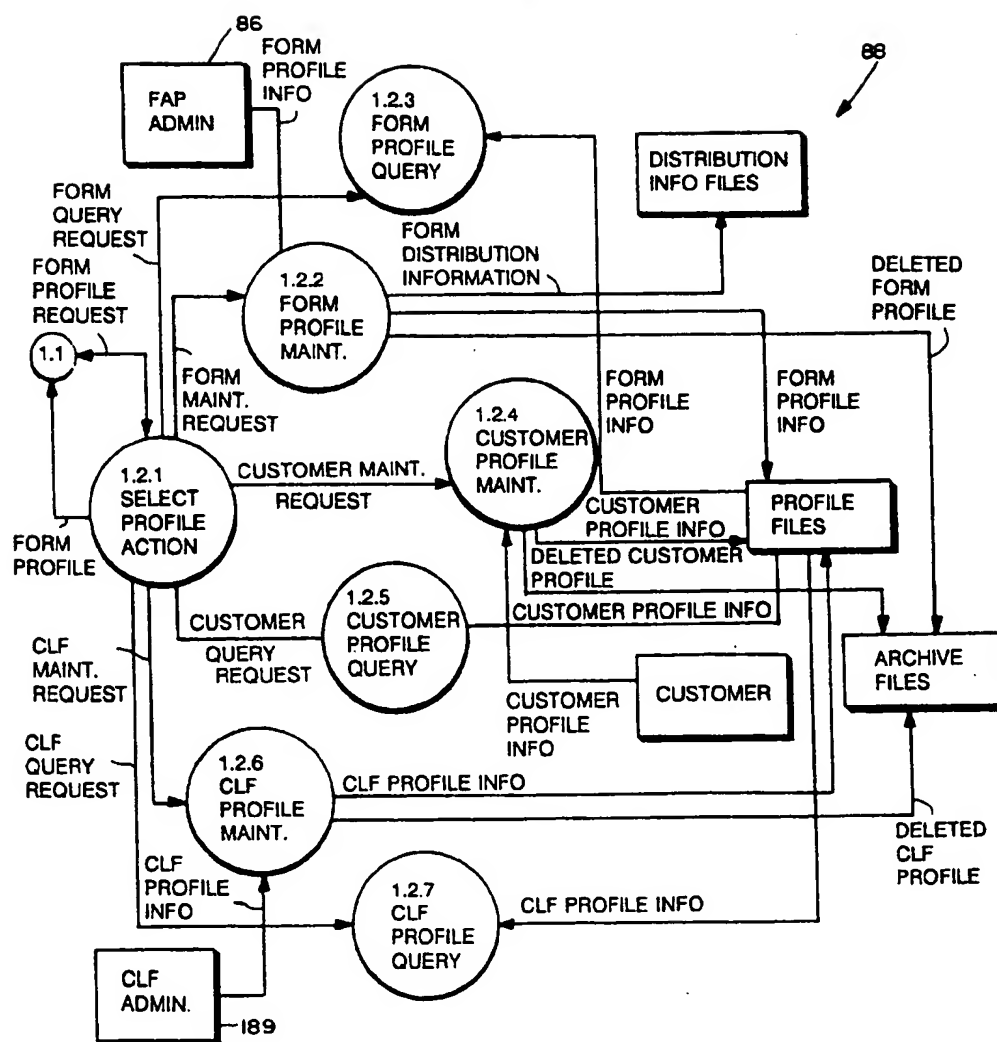 86
FORM
PROFILE
INFO
88
FAP
ADMIN
1.2.3
FORM
PROFILE
QUERY
DISTRIBUTION
INFO FILES
FORM
QUERY
REQUEST
FORM
DISTRIBUTION
INFORMATION
DELETED
FORM
PROFILE
FORM
PROFILE
REQUEST
1.2.2
FORM
PROFILE
MAINT.
1.1
FORM
MAINT.
REQUEST
FORM
PROFILE
INFO
FORM
PROFILE
INFO
1.2.4
CUSTOMER
PROFILE
MAINT.
1.2.1
SELECT
PROFILE
ACTION
CUSTOMER MAINT.
REQUEST
PROFILE
FILES
FORM
PROFILE
CUSTOMER
PROFILE INFO
DELETED CUSTOMER
PROFILE
CUSTOMER PROFILE INFO
1.2.5
CUSTOMER
PROFILE
QUERY
CUSTOMER
QUERY
REQUEST
CLF
MAINT.
REQUEST
ARCHIVE
FILES
CUSTOMER
CUSTOMER
PROFILE
INFO
CLF
QUERY
REQUEST
1.2.6
CLF
PROFILE
MAINT.
CLF PROFILE INFO
DELETED
CLF
PROFILE
CLF
PROFILE
INFO
1.2.7
CLF
PROFILE
QUERY
CLF PROFILE INFO
CLF
ADMIN.
189